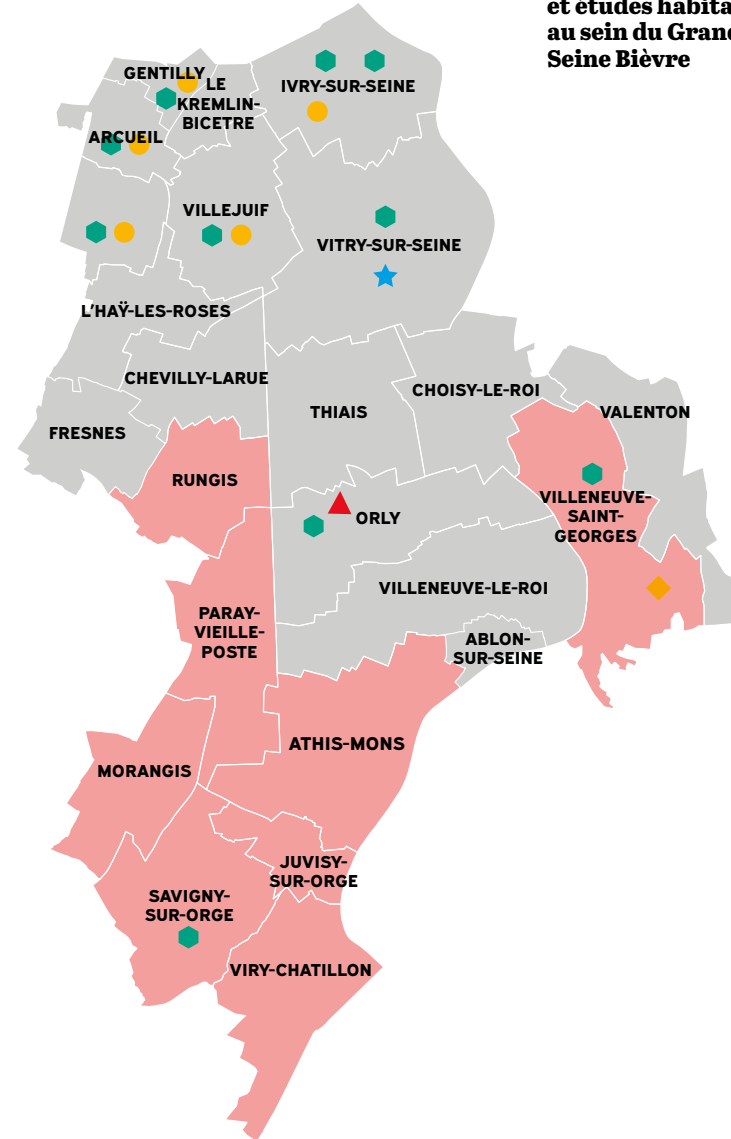 et études habita
au sein du Grand
Seine Bièvre
GENTILLY
LE
KREMLIN-
BICETRE
IVRY-SUR-SEINE
ARCUEIL
VILLEJUIF
VITRY-SUR-SEINE
L'HAŸ-LES-ROSES
CHEVILLY-LARUE
THIAIS
CHOISY-LE-ROI
VALENTON
FRESNES
RUNGIS
VILLENEUVE-
SAINT-
GEORGES
ORLY
VILLENEUVE-LE-ROI
PARAY-
VIEILLE-
POSTE
ABLON-
SUR-SEINE
ATHIS-MONS
MORANGIS
JUVISY-
SUR-ORGE
SAVIGNY-
SUR-ORGE
VIRY-CHATILLON